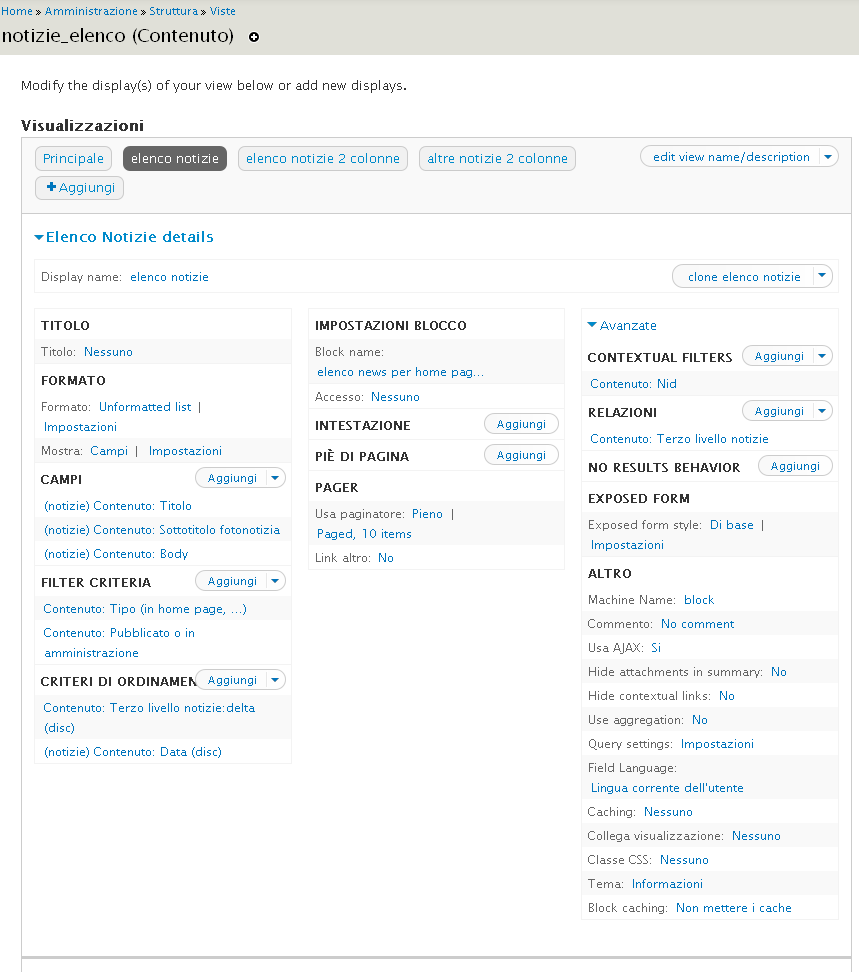 Home » Amministrazione » Struttura » Viste
notizie_elenco (Contenuto)
Modify the display(s) of your view below or add new displays.
Visualizzazioni
Principale elenco notizie elenco notizie 2 colonne altre notizie 2 colonne edit view name/description
Aggiungi
Elenco Notizie details
Display name: elenco notizie clone elenco notizie
TITOLO
Titolo: Nessuno
FORMATO
Formato: Unformatted list |
Impostazioni
Mostra: Campi | Impostazioni
CAMPI Aggiungi
(notizie) Contenuto: Titolo
(notizie) Contenuto: Sottotitolo fotonotizia
(notizie) Contenuto: Body
FILTER CRITERIA Aggiungi
Contenuto: Tipo (in home page, ...)
Contenuto: Pubblicato o in
amministrazione
CRITERI DI ORDINAMEN Aggiungi
Contenuto: Terzo livello notizie:delta
(disc)
(notizie) Contenuto: Data (disc)
IMPOSTAZIONI BLOCCO
Block name:
elenco news per home pag...
Accesso: Nessuno
INTESTAZIONE Aggiungi
PIÈ DI PAGINA Aggiungi
PAGER
Usa paginatore: Pieno |
Paged, 10 items
Link altro: No
Avanzate
CONTEXTUAL FILTERS Aggiungi
Contenuto: Nid
RELAZIONI Aggiungi
Contenuto: Terzo livello notizie
NO RESULTS BEHAVIOR Aggiungi
EXPOSED FORM
Exposed form style: Di base |
Impostazioni
ALTRO
Machine Name: block
Commento: No comment
Usa AJAX: Si
Hide attachments in summary: No
Hide contextual links: No
Use aggregation: No
Query settings: Impostazioni
Field Language:
Lingua corrente dell'utente
Caching: Nessuno
Collega visualizzazione: Nessuno
Classe CSS: Nessuno
Tema: Informazioni
Block caching: Non mettere i cache